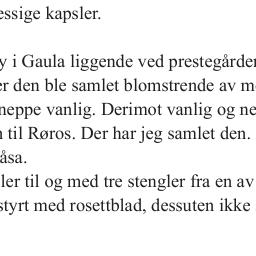 essige kapsler.
y i Gaula liggende ved prestegården
er den ble samlet blomstrende av m
neppe vanlig. Derimot vanlig og ne
n til Røros. Der har jeg samlet den.
åsa.
ler til og med tre stengler fra en av
styrt med rosettblad, dessuten ikke